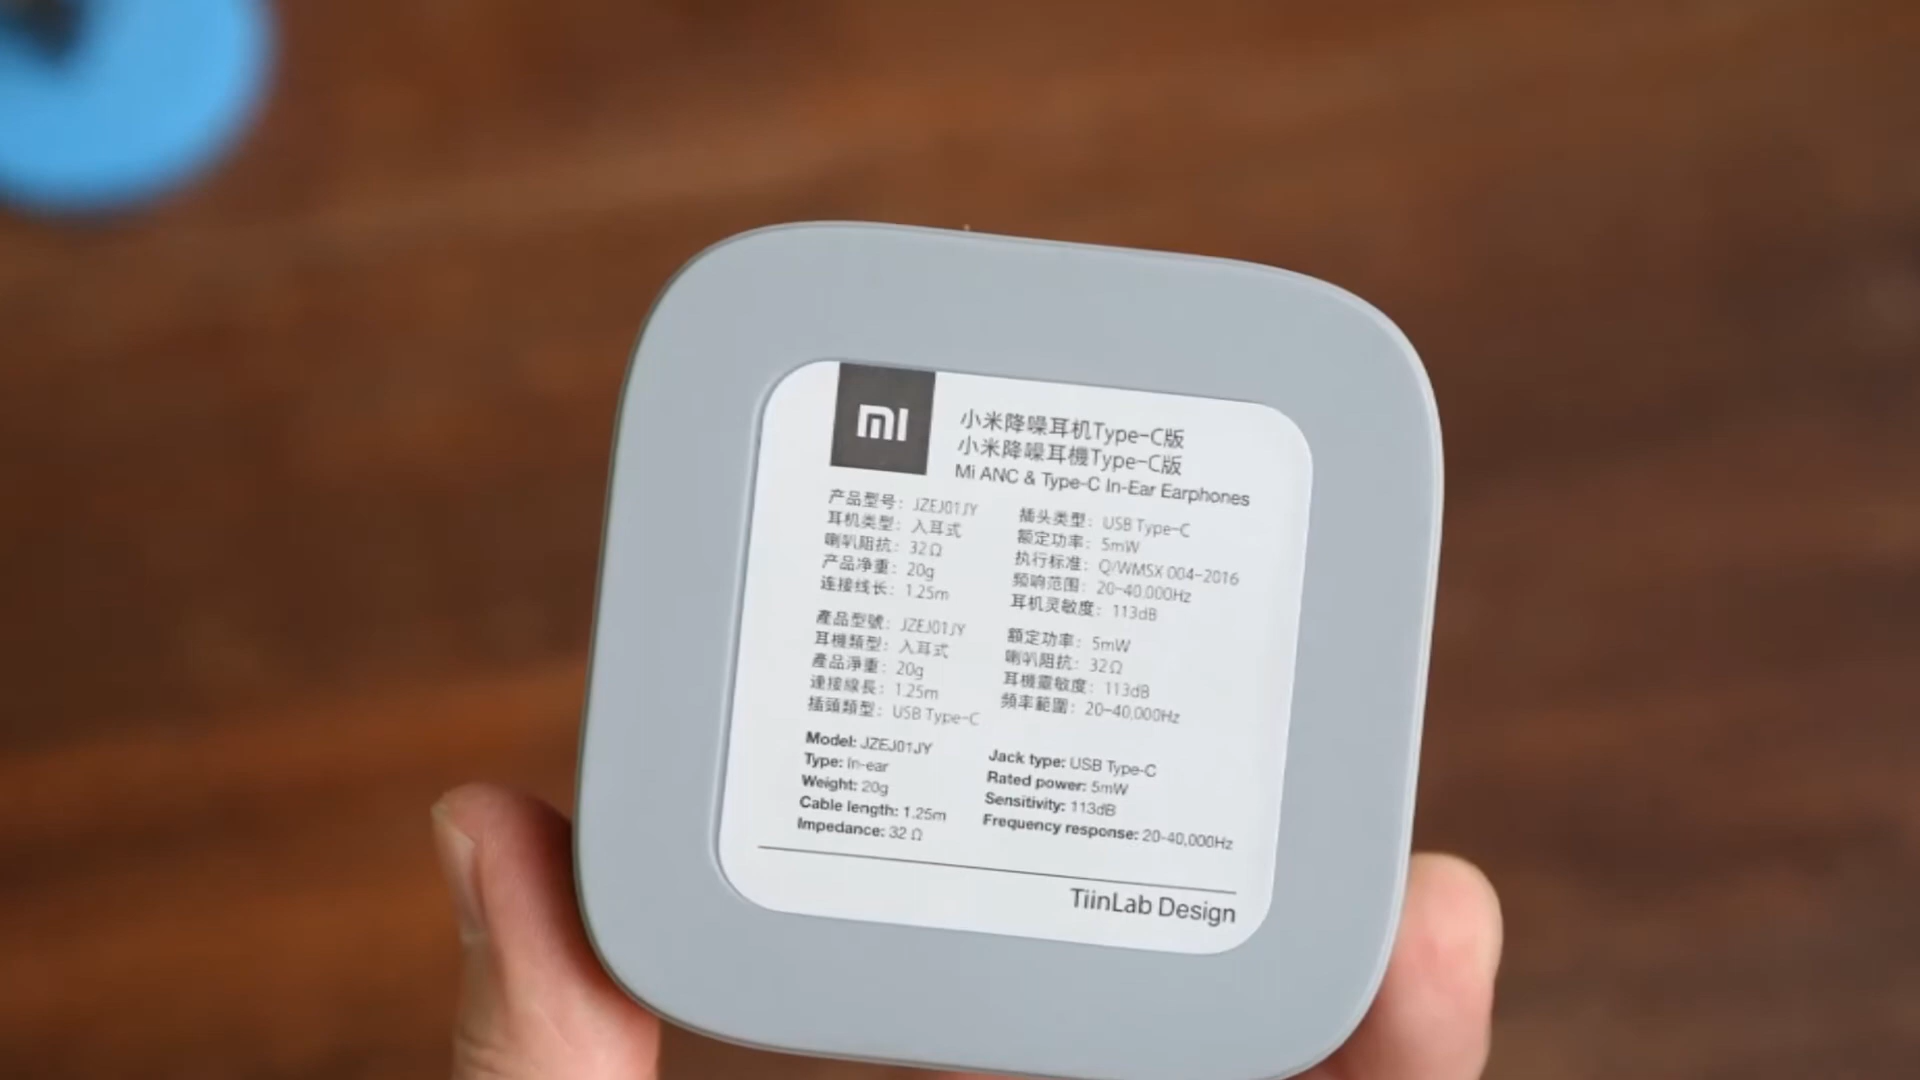 mi
小米降噪耳机Type-C版
小米降噪耳機Type-C版
Mi ANC & Type-C In-Ear Earphones
产品型号: JZEJ01JY
耳机类型: 入耳式
喇叭阻抗: 32Ω
产品净重: 20g
连接线长: 1.25m
插头类型: USB Type-C
额定功率: 5mW
执行标准: Q/WMSX 004-2016
频响范围: 20-40,000Hz
耳机灵敏度: 113dB
產品型號: JZEJ01JY
耳機類型: 入耳式
產品淨重: 20g
連接線長: 1.25m
插頭類型: USB Type-C
額定功率: 5mW
喇叭阻抗: 32Ω
耳機靈敏度: 113dB
頻率範圍: 20-40,000Hz
Model: JZEJ01JY
Type: In-ear
Weight: 20g
Cable length: 1.25m
Impedance: 32 Ω
Jack type: USB Type-C
Rated power: 5mW
Sensitivity: 113dB
Frequency response: 20-40,000Hz
TiinLab Design